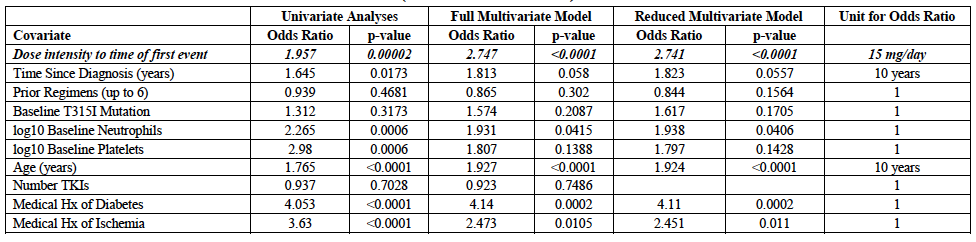 Univariate Analyses Full Multivariate Model Reduced Multivariate Model Unit for Odds Ratio
Covariate Odds Ratio p-value Odds Ratio p-value Odds Ratio p-value
Dose intensity to time of first event 1.957 0.00002 2.747 <0.0001 2.741 <0.0001 15 mg/day
Time Since Diagnosis (years) 1.645 0.0173 1.813 0.058 1.823 0.0557 10 years
Prior Regimens (up to 6) 0.939 0.4681 0.865 0.302 0.844 0.1564 1
Baseline T315I Mutation 1.312 0.3173 1.574 0.2087 1.617 0.1705 1
log10 Baseline Neutrophils 2.265 0.0006 1.931 0.0415 1.938 0.0406 1
log10 Baseline Platelets 2.98 0.0006 1.807 0.1388 1.797 0.1428 1
Age (years) 1.765 <0.0001 1.927 <0.0001 1.924 <0.0001 10 years
Number TKIs 0.937 0.7028 0.923 0.7486 1
Medical Hx of Diabetes 4.053 <0.0001 4.14 0.0002 4.11 0.0002 1
Medical Hx of Ischemia 3.63 <0.0001 2.473 0.0105 2.451 0.011 1